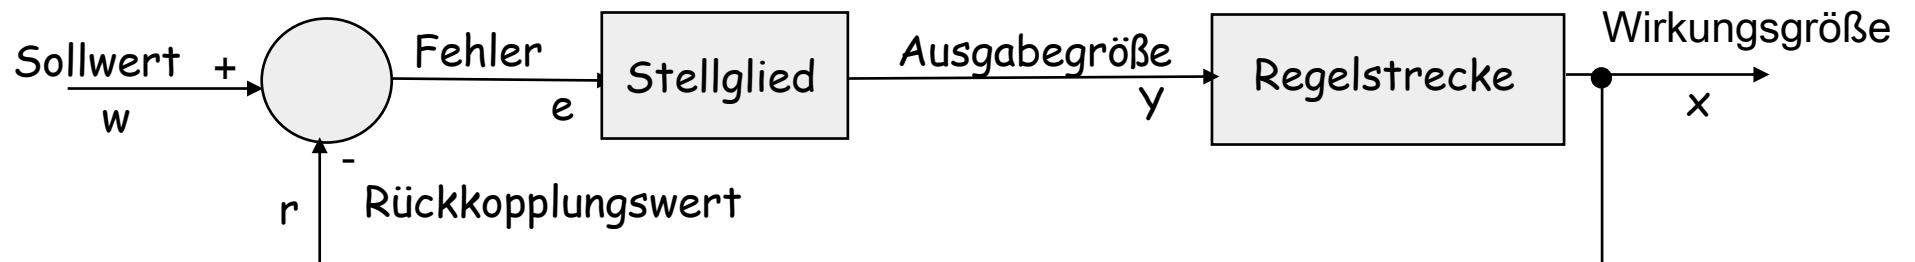 Sollwert +
w
Fehler
e
Stellglied
Ausgabegröße
y
Regelstrecke
Wirkungsgröße
x
-
r
Rückkopplungswert